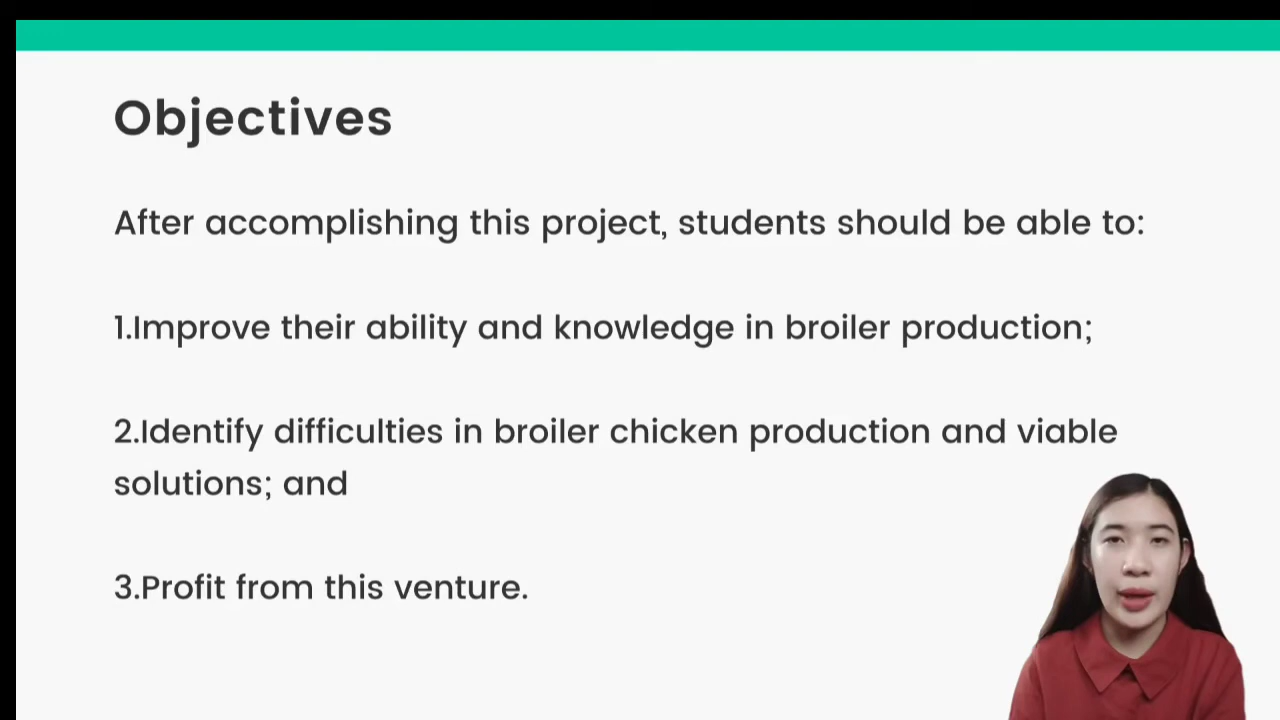 Objectives
After accomplishing this project, students should be able to:
1.Improve their ability and knowledge in broiler production;
2.Identify difficulties in broiler chicken production and viable
solutions; and
3.Profit from this venture.